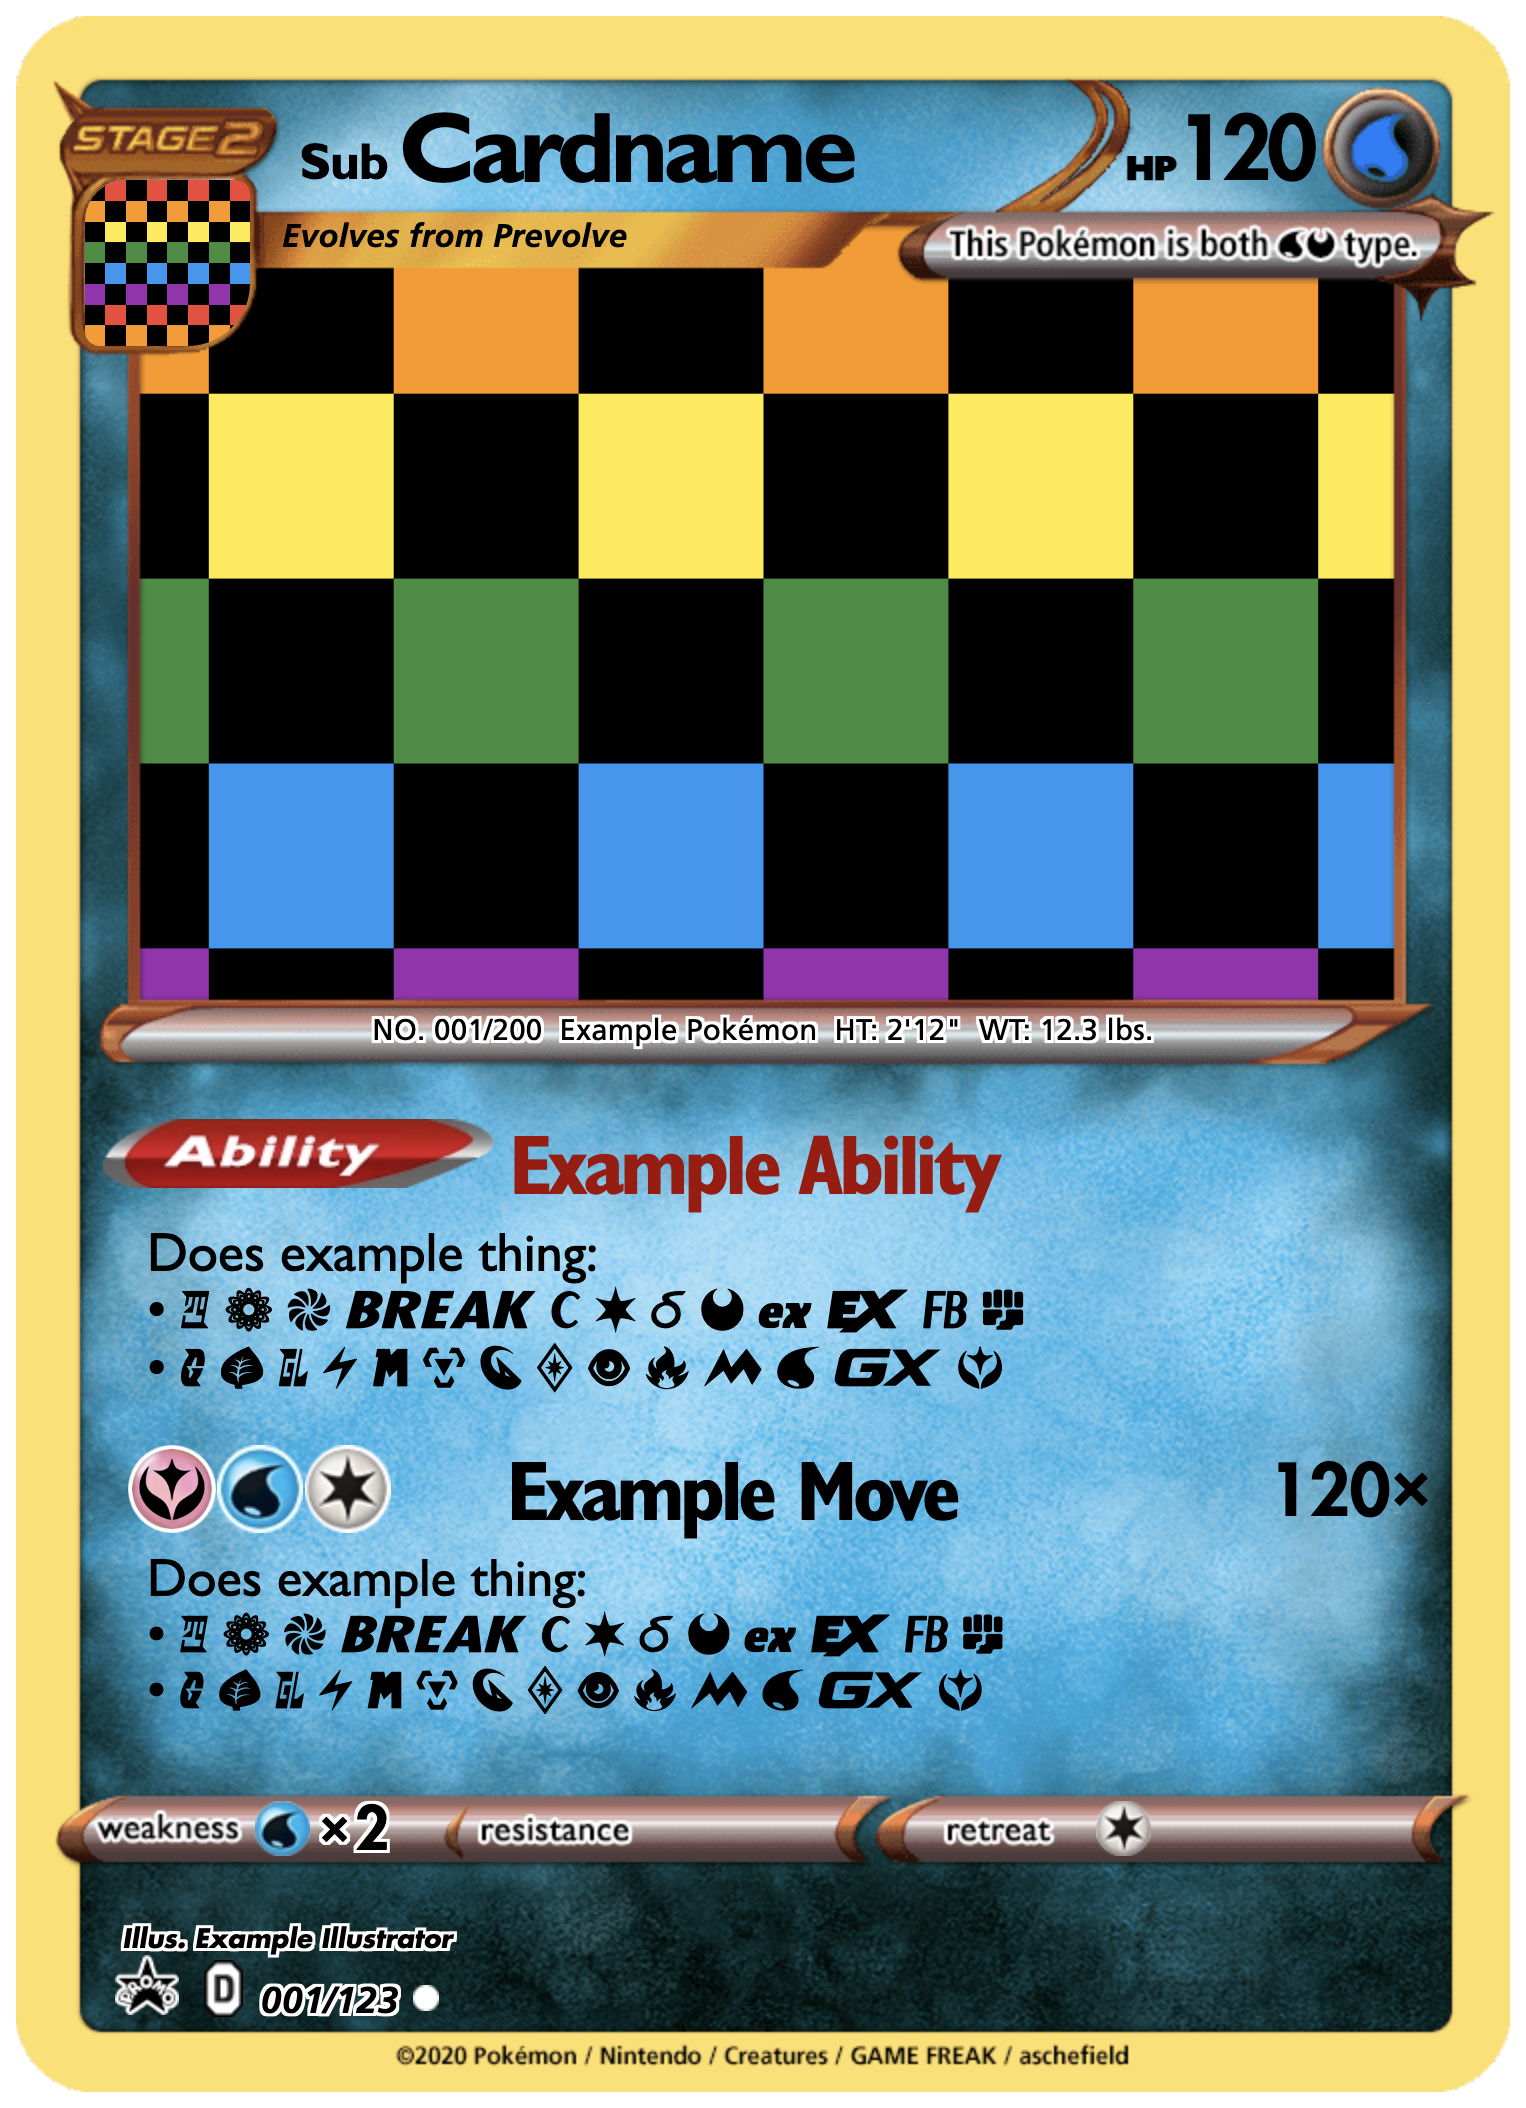 STAGE2
Sub Cardname
HP 120
Evolves from Prevolve
This Pokémon is both type.
NO. 001/200 Example Pokémon HT: 2'12" WT: 12.3 lbs.
Ability Example Ability
Does example thing:
• BREAK C δ ex EX FB
• G GL M GX
Example Move 120×
Does example thing:
• BREAK C δ ex EX FB
• G GL M GX
weakness ×2 resistance retreat
Illus. Example Illustrator
PROMO D 001/123
©2020 Pokémon / Nintendo / Creatures / GAME FREAK / aschefield